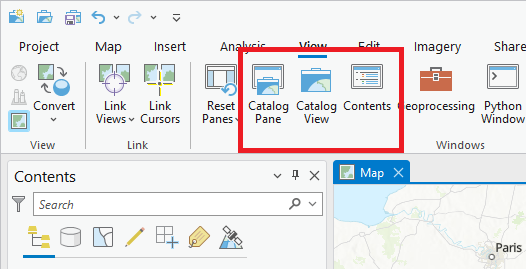 Project Map Insert Analysis View Edit Imagery Share
Convert
Link
Views
Link
Cursors
Reset
Panes
Catalog
Pane
Catalog
View
Contents
Geoprocessing
Python
Window
View
Link
Windows
Contents
Search
Map
Paris